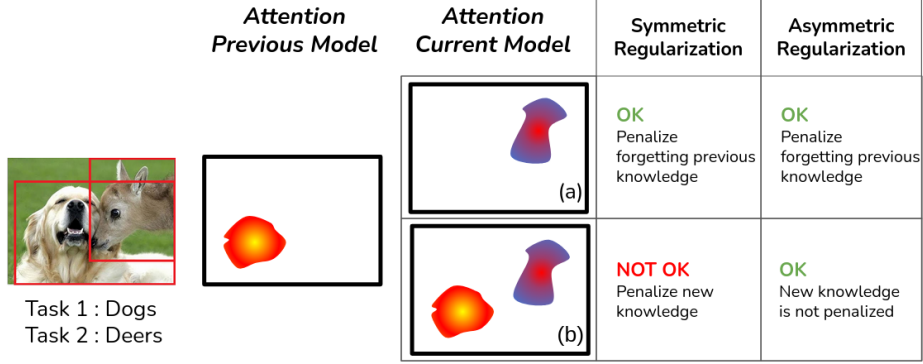 Attention
Previous Model
Attention
Current Model
Symmetric
Regularization
Asymmetric
Regularization
(a)
OK
Penalize
forgetting previous
knowledge
OK
Penalize
forgetting previous
knowledge
Task 1 : Dogs
Task 2 : Deers
(b)
NOT OK
Penalize new
knowledge
OK
New knowledge
is not penalized